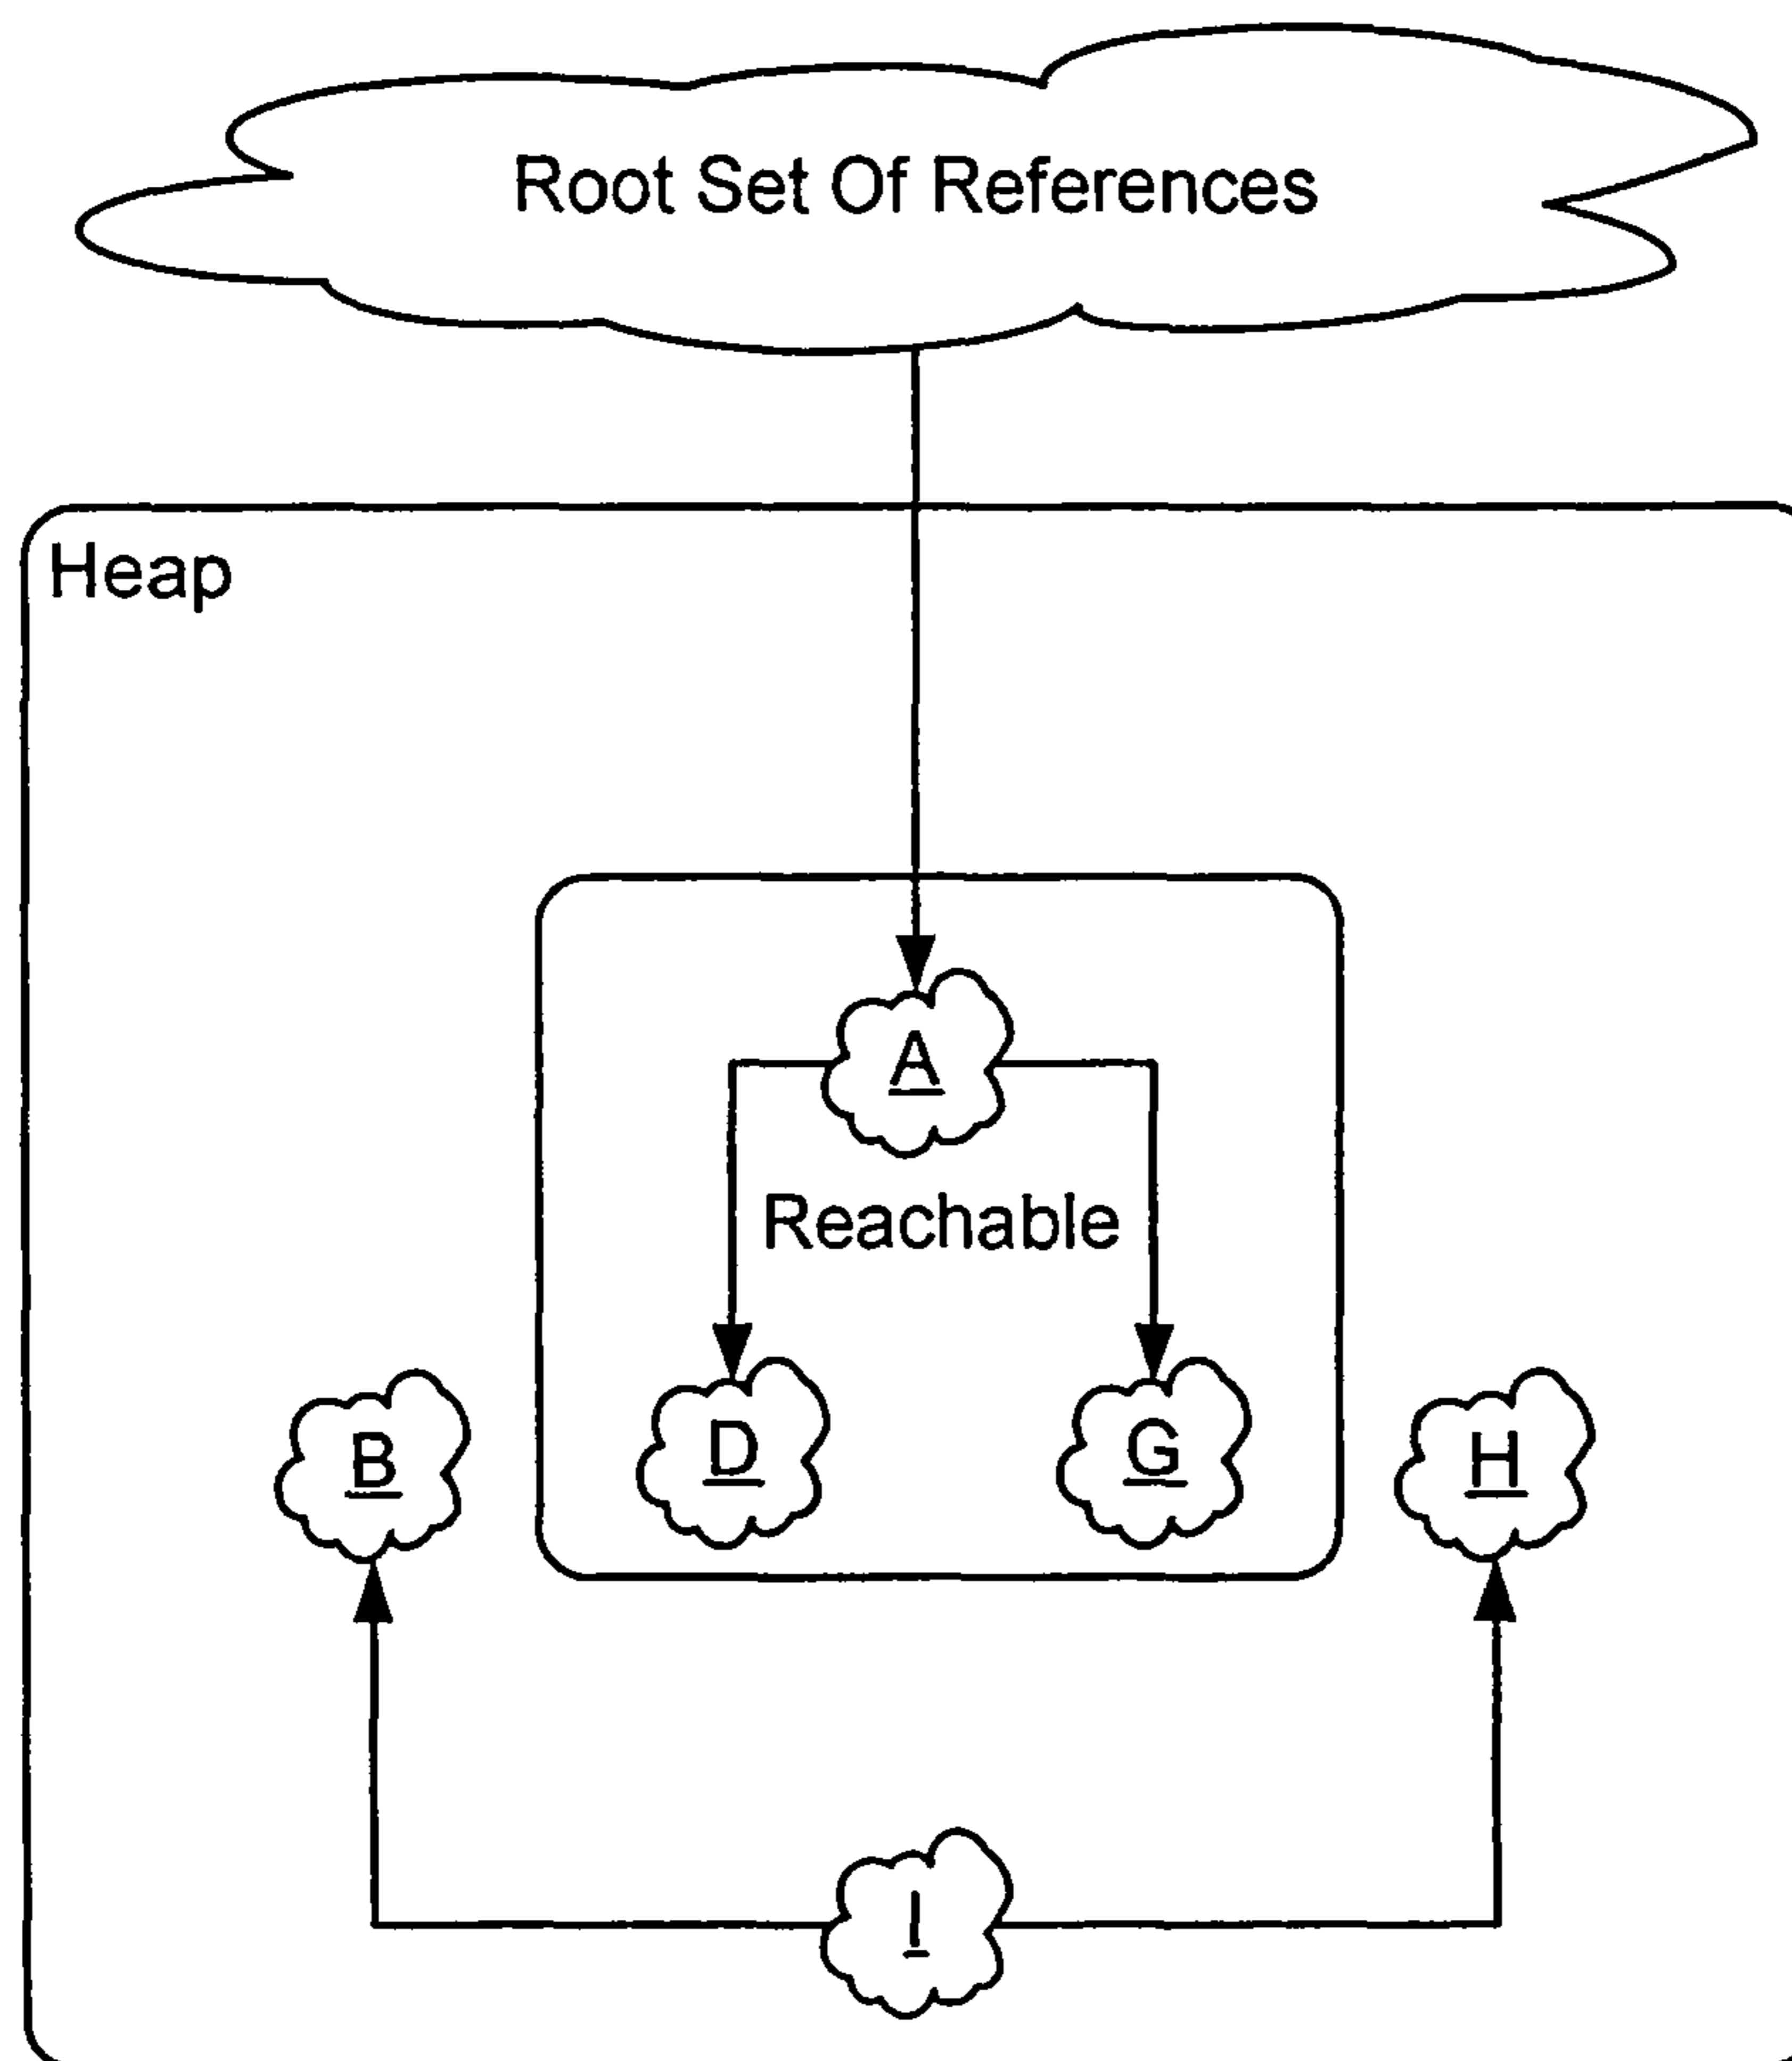 Root Set Of References
Heap
A
Reachable
B
D
G
H
I